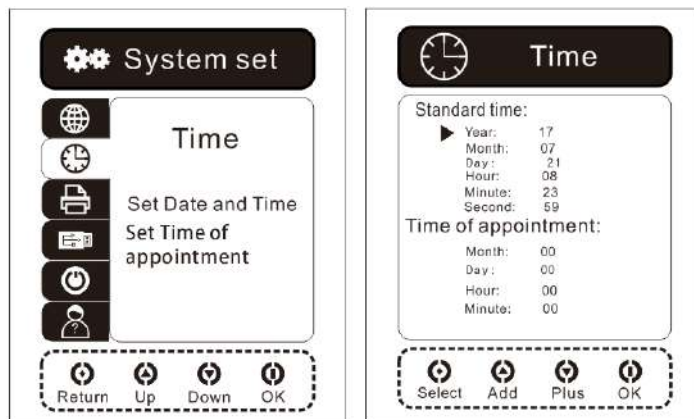 System set
Time
Set Date and Time
Set Time of
appointment
Return Up Down OK
Time
Standard time:
Year: 17
Month: 07
Day: 21
Hour: 08
Minute: 23
Second: 59
Time of appointment:
Month: 00
Day: 00
Hour: 00
Minute: 00
Select Add Plus OK